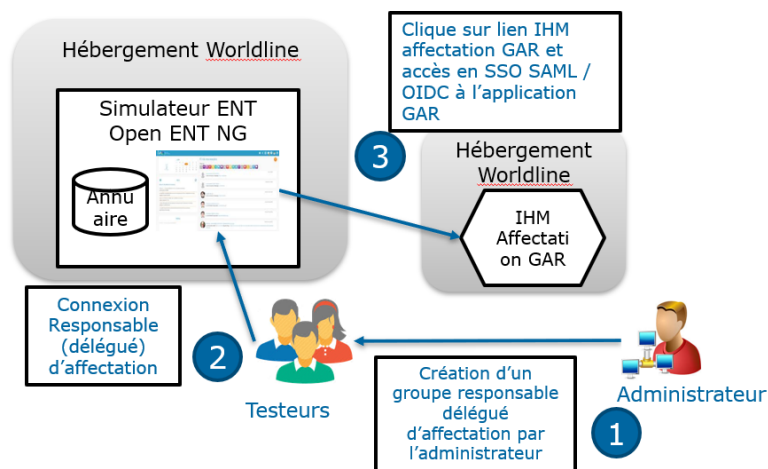 Hébergement Worldline
Simulateur ENT
Open ENT NG
Annu
aire
Clique sur lien IHM
affectation GAR et
accès en SSO SAML /
OIDC à l'application
GAR
3
Hébergement
Worldline
IHM
Affectati
on GAR
Connexion
Responsable
(délégué)
d'affectation
2
Testeurs
Création d'un
groupe responsable
délégué
d'affectation par
l'administrateur
1
Administrateur